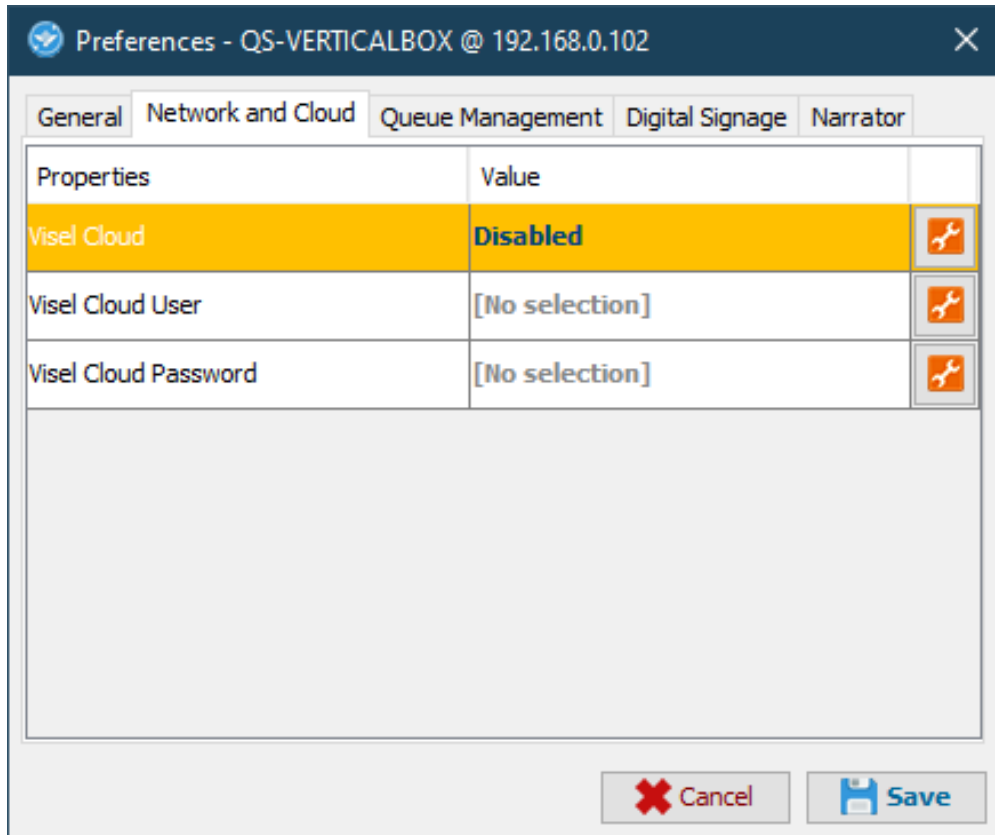 Preferences - QS-VERTICALBOX @ 192.168.0.102
General Network and Cloud Queue Management Digital Signage Narrator
Properties Value
Visel Cloud Disabled
Visel Cloud User [No selection]
Visel Cloud Password [No selection]
Cancel Save